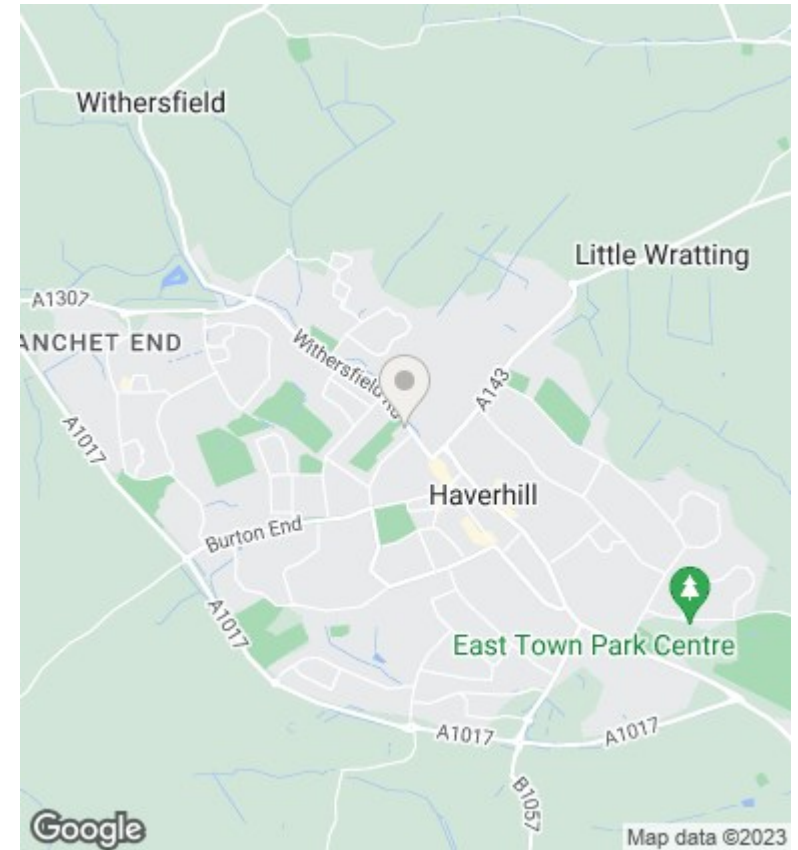 Withersfield
Little Wratting
A1307
ANCHET END
Withersfield Rd
A143
A1017
Haverhill
Burton End
A1017
East Town Park Centre
A1017
A1017
B1057
Google
Map data ©2023